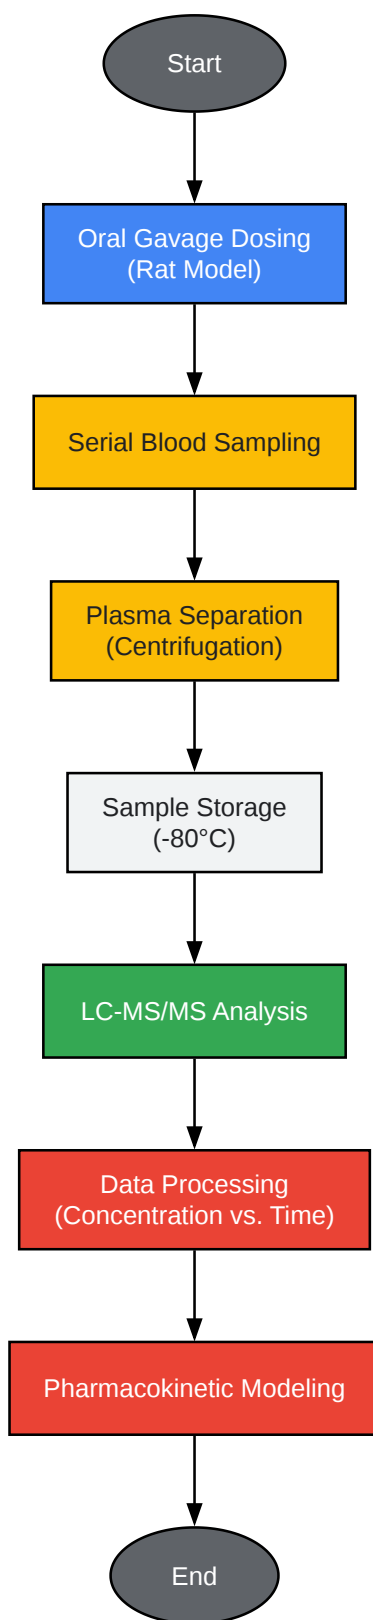 Start
Oral Gavage Dosing
(Rat Model)
Serial Blood Sampling
Plasma Separation
(Centrifugation)
Sample Storage
(-80°C)
LC-MS/MS Analysis
Data Processing
(Concentration vs. Time)
Pharmacokinetic Modeling
End